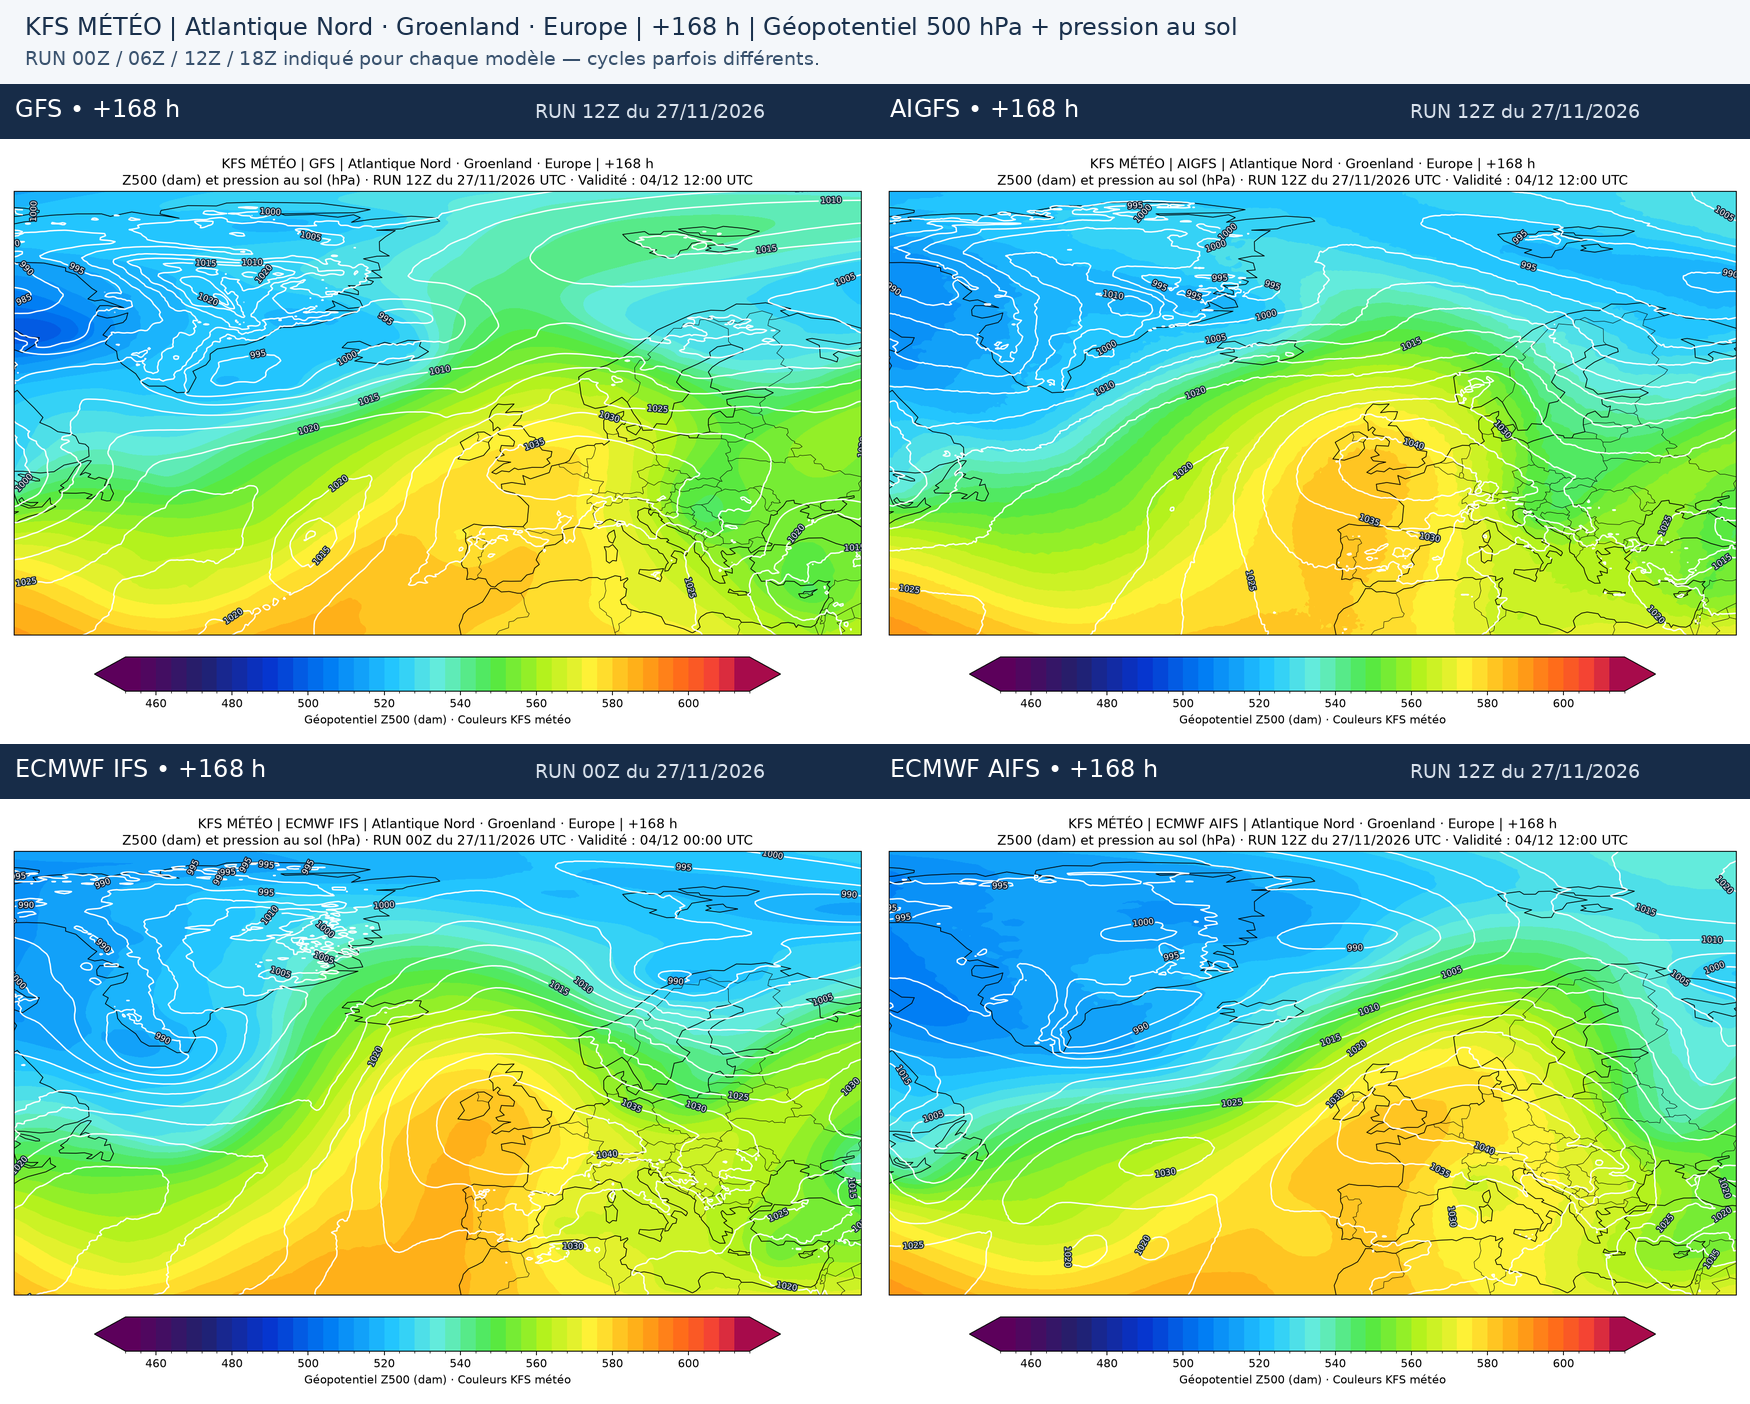 KFS MÉTÉO | Atlantique Nord · Groenland · Europe | +168 h | Géopotentiel 500 hPa + pression au sol
RUN 00Z / 06Z / 12Z / 18Z indiqué pour chaque modèle — cycles parfois différents.
GFS • +168 h
RUN 12Z du 27/11/2026
AIGFS • +168 h
RUN 12Z du 27/11/2026
KFS MÉTÉO | GFS | Atlantique Nord · Groenland · Europe | +168 h
Z500 (dam) et pression au sol (hPa) · RUN 12Z du 27/11/2026 UTC · Validité : 04/12 12:00 UTC
KFS MÉTÉO | AIGFS | Atlantique Nord · Groenland · Europe | +168 h
Z500 (dam) et pression au sol (hPa) · RUN 12Z du 27/11/2026 UTC · Validité : 04/12 12:00 UTC
460 480 500 520 540 560 580 600
Géopotentiel Z500 (dam) · Couleurs KFS météo
460 480 500 520 540 560 580 600
Géopotentiel Z500 (dam) · Couleurs KFS météo
ECMWF IFS • +168 h
RUN 00Z du 27/11/2026
ECMWF AIFS • +168 h
RUN 12Z du 27/11/2026
KFS MÉTÉO | ECMWF IFS | Atlantique Nord · Groenland · Europe | +168 h
Z500 (dam) et pression au sol (hPa) · RUN 00Z du 27/11/2026 UTC · Validité : 04/12 00:00 UTC
KFS MÉTÉO | ECMWF AIFS | Atlantique Nord · Groenland · Europe | +168 h
Z500 (dam) et pression au sol (hPa) · RUN 12Z du 27/11/2026 UTC · Validité : 04/12 12:00 UTC
460 480 500 520 540 560 580 600
Géopotentiel Z500 (dam) · Couleurs KFS météo
460 480 500 520 540 560 580 600
Géopotentiel Z500 (dam) · Couleurs KFS météo